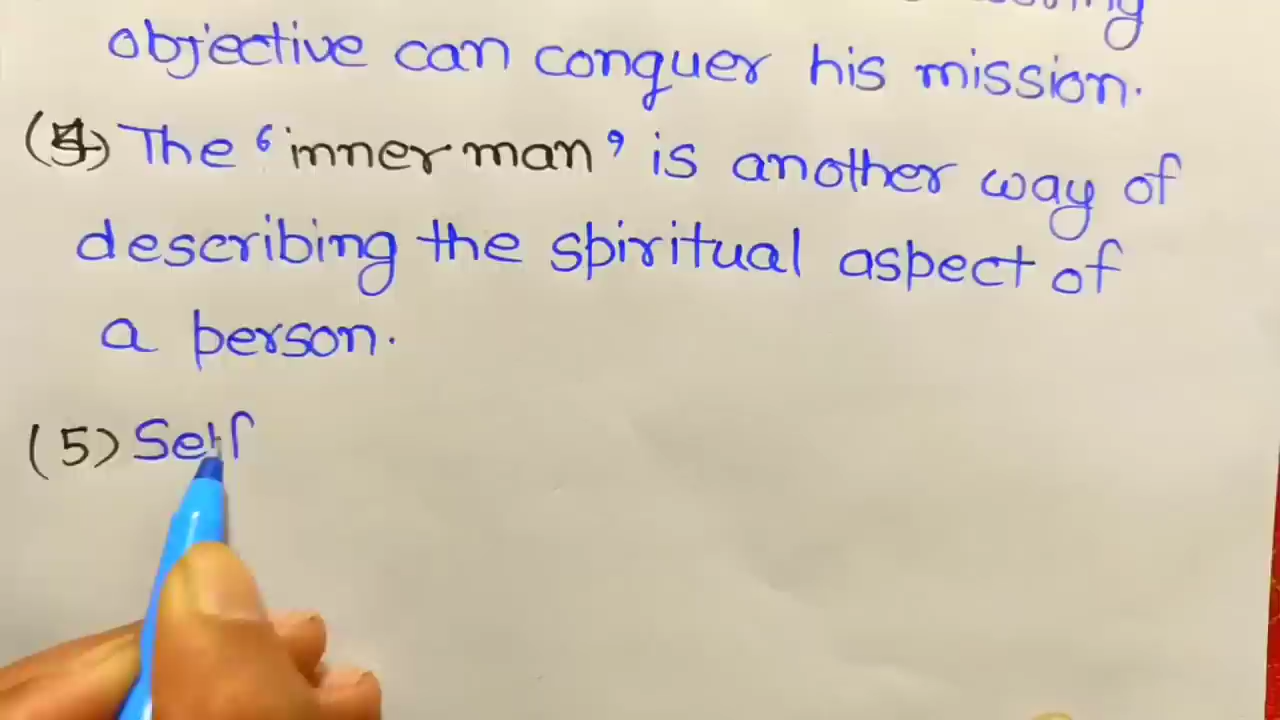 objective can conquer his mission.
(4) The 'inner man' is another way of
describing the spiritual aspect of
a person.
(5) Self